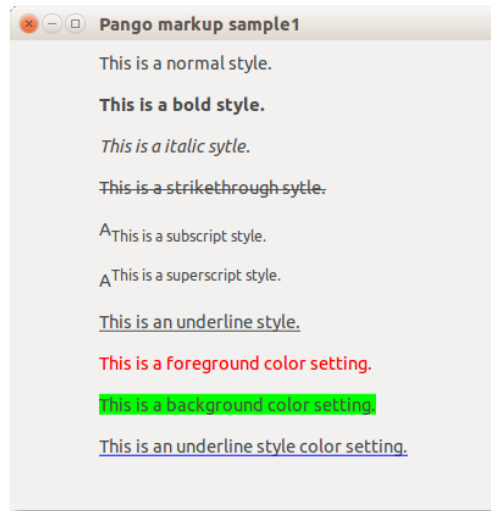 Pango markup sample1
This is a normal style.
This is a bold style.
This is a italic sytle.
This is a strikethrough sytle.
AThis is a subscript style.
AThis is a superscript style.
This is an underline style.
This is a foreground color setting.
This is a background color setting.
This is an underline style color setting.